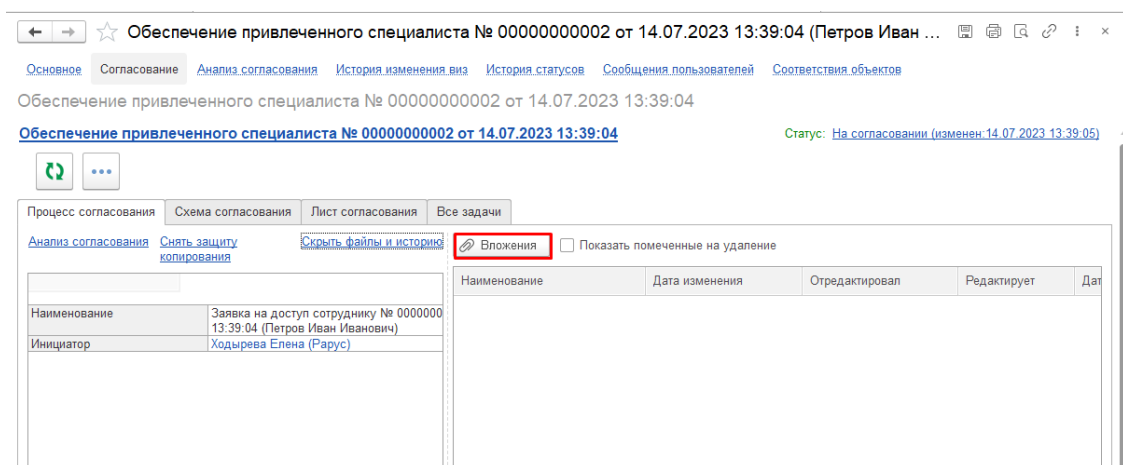 Обеспечение привлеченного специалиста № 00000000002 от 14.07.2023 13:39:04 (Петров Иван ...
Основное Согласование Анализ согласования История изменения виз История статусов Сообщения пользователей Соответствия объектов
Обеспечение привлеченного специалиста № 00000000002 от 14.07.2023 13:39:04
Обеспечение привлеченного специалиста № 00000000002 от 14.07.2023 13:39:04 Статус: На согласовании (изменен:14.07.2023 13:39:05)
Процесс согласования Схема согласования Лист согласования Все задачи
Анализ согласования Снять защиту копирования Скрыть файлы и историю Вложения Показать помеченные на удаление
Наименование Дата изменения Отредактировал Редактирует Дат
Наименование Заявка на доступ сотруднику № 0000000
13:39:04 (Петров Иван Иванович)
Инициатор Ходырева Елена (Рарус)